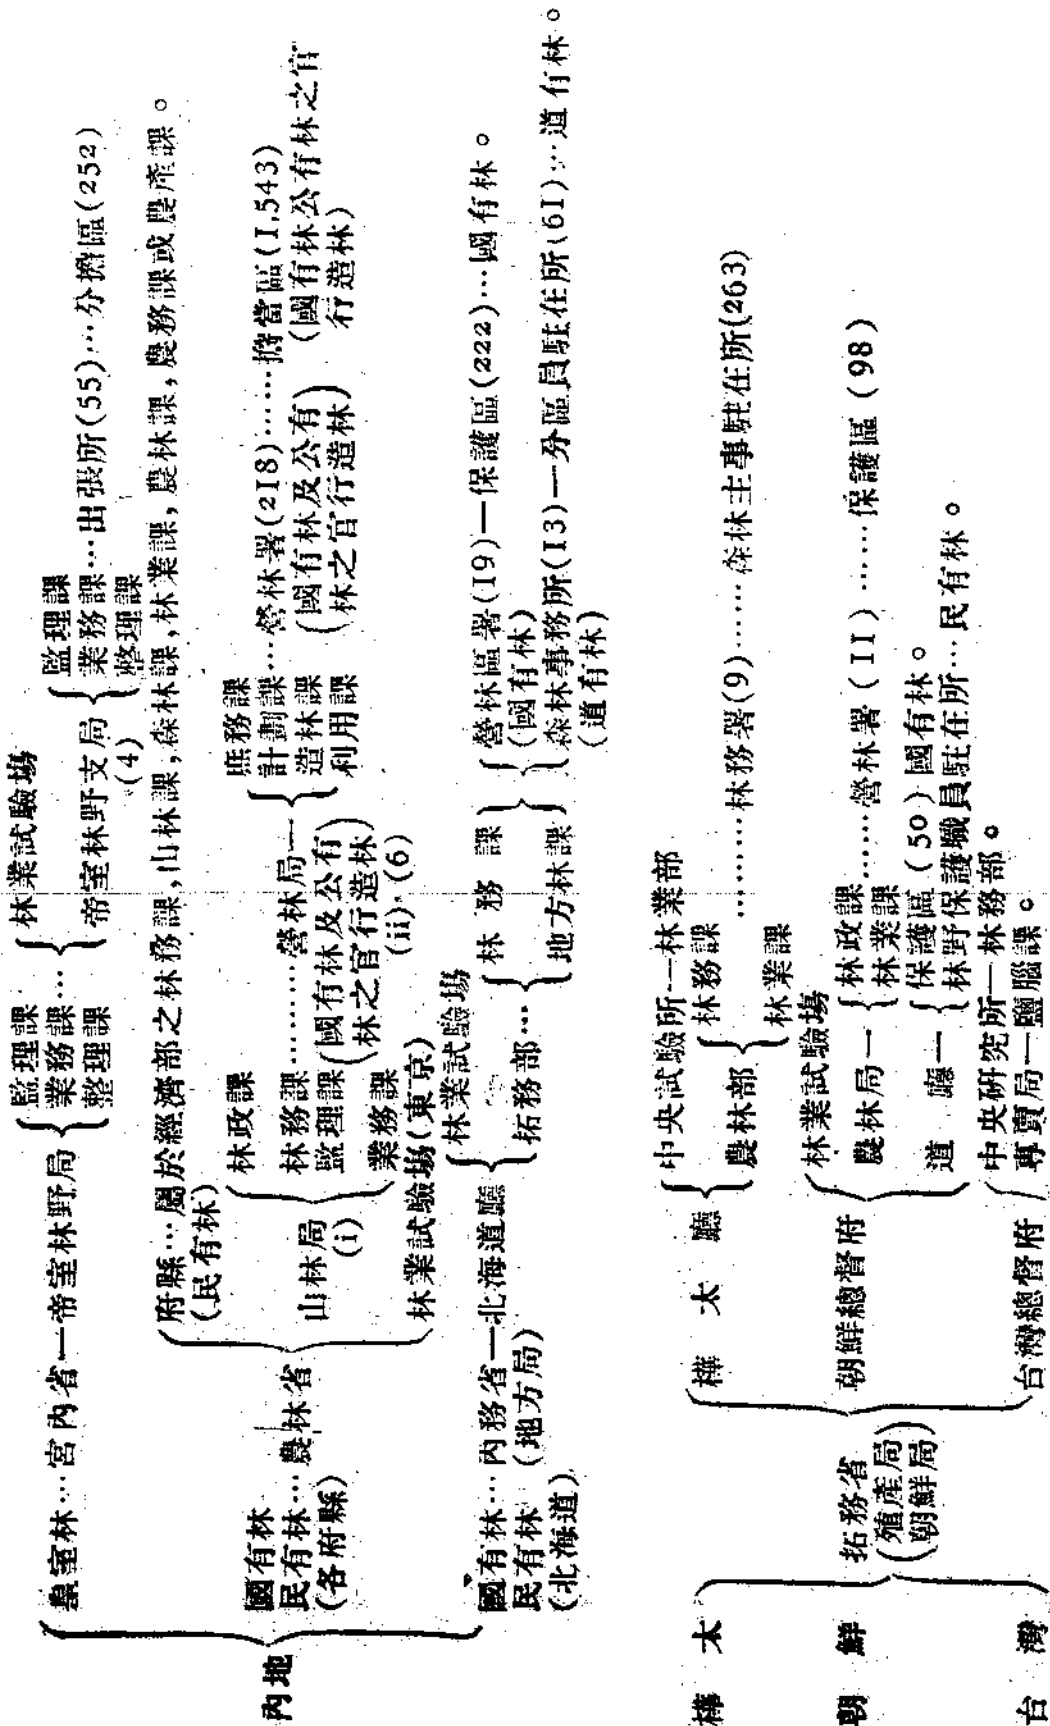 內地
皇室林…宮內省—帝室林野局
監理課
業務課…
整理課
林業試驗場
帝室林野支局
(4)
監理課
業務課…出張所(55)…分擔區(252)
整理課
國有林
民有林…農林省
(各府縣)
府縣…屬於經濟部之林務課,山林課,森林課,林業課,農林課,農務課或農產課。
(民有林)
山林局
(i)
林政課
林務課…………營林局—
監理課(國有林及公有林之官行造林)
(ii) (6)
業務課
庶務課
計劃課…營林署(218)……擔當區(1,543)
造林課(國有林及公有林之官行造林)(國有林公有林之官行造林)
利用課
林業試驗場(東京)
國有林…內務省—北海道廳
民有林 (地方局)
(北海道)
林業試驗場
拓務部…
林務課
地方林課
營林區署(19)—保護區(222)…國有林。
(國有林)
森林事務所(13)—分區員駐在所(61)…道有林。
(道有林)
樺太
朝鮮
台灣
拓務省
(殖產局)
(朝鮮局)
樺太廳
中央試驗所—林業部
農林部
林務課………林務署(9)……森林主事駐在所(263)
林業課
朝鮮總督府
林業試驗場
農林局—
林政課……營林署(11)……保護區(98)
林業課
道廳—
保護區(50)國有林。
林野保護職員駐在所…民有林。
台灣總督府
中央研究所—林務部。
專賣局—鹽腦課。